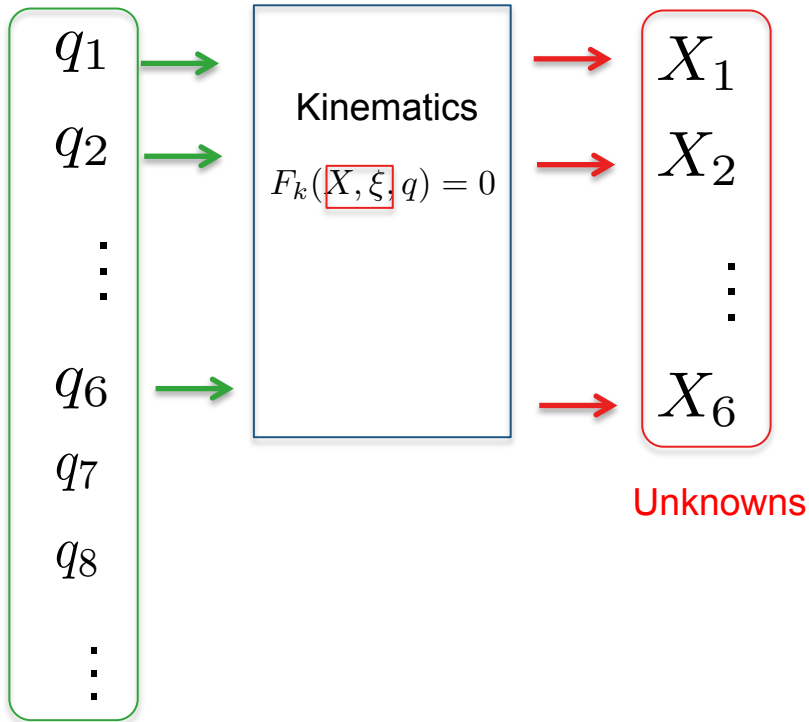 q₁
q₂
⋮
q₆
q₇
q₈
⋮
Kinematics
Fₖ(X, ξ, q) = 0
X₁
X₂
⋮
X₆
Unknowns